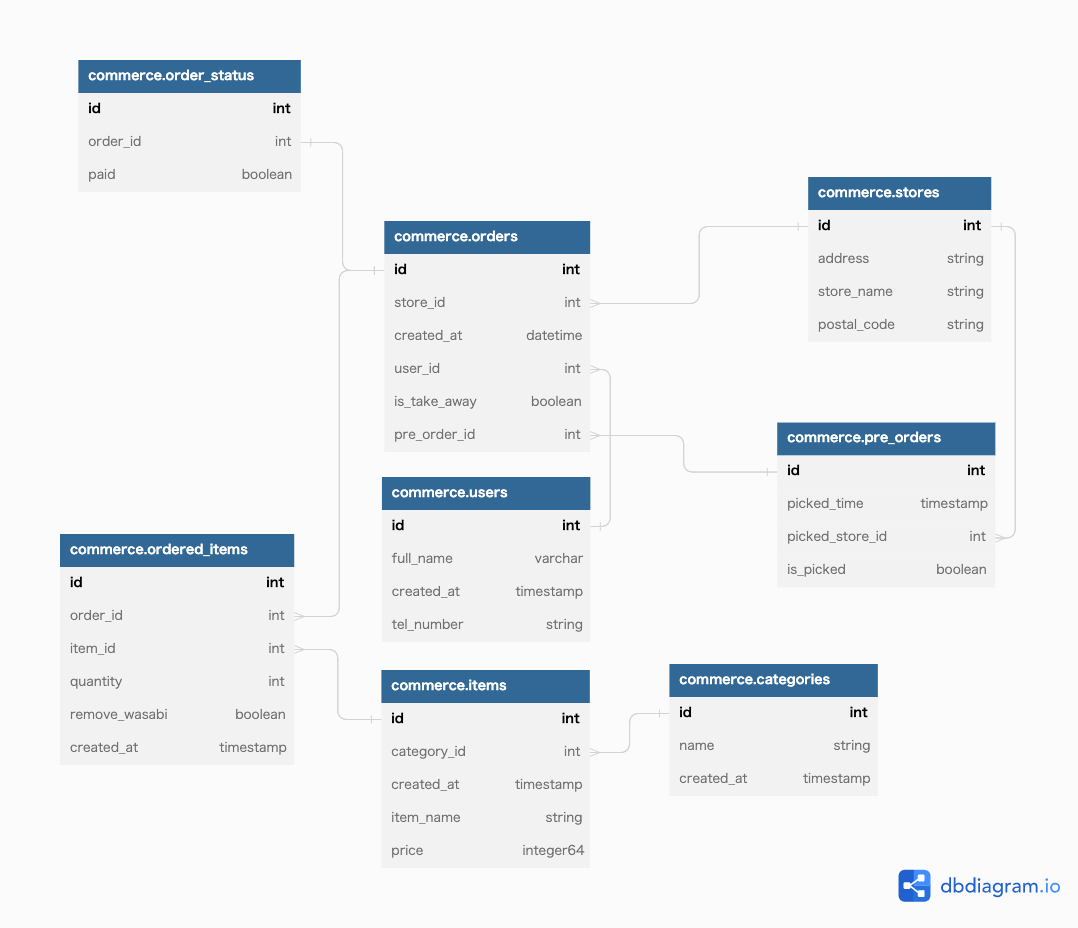 commerce.order_status
id int
order_id int
paid boolean
commerce.orders
id int
store_id int
created_at datetime
user_id int
is_take_away boolean
pre_order_id int
commerce.stores
id int
address string
store_name string
postal_code string
commerce.pre_orders
id int
picked_time timestamp
picked_store_id int
is_picked boolean
commerce.users
id int
full_name varchar
created_at timestamp
tel_number string
commerce.ordered_items
id int
order_id int
item_id int
quantity int
remove_wasabi boolean
created_at timestamp
commerce.items
id int
category_id int
created_at timestamp
item_name string
price integer64
commerce.categories
id int
name string
created_at timestamp
dbdiagram.io